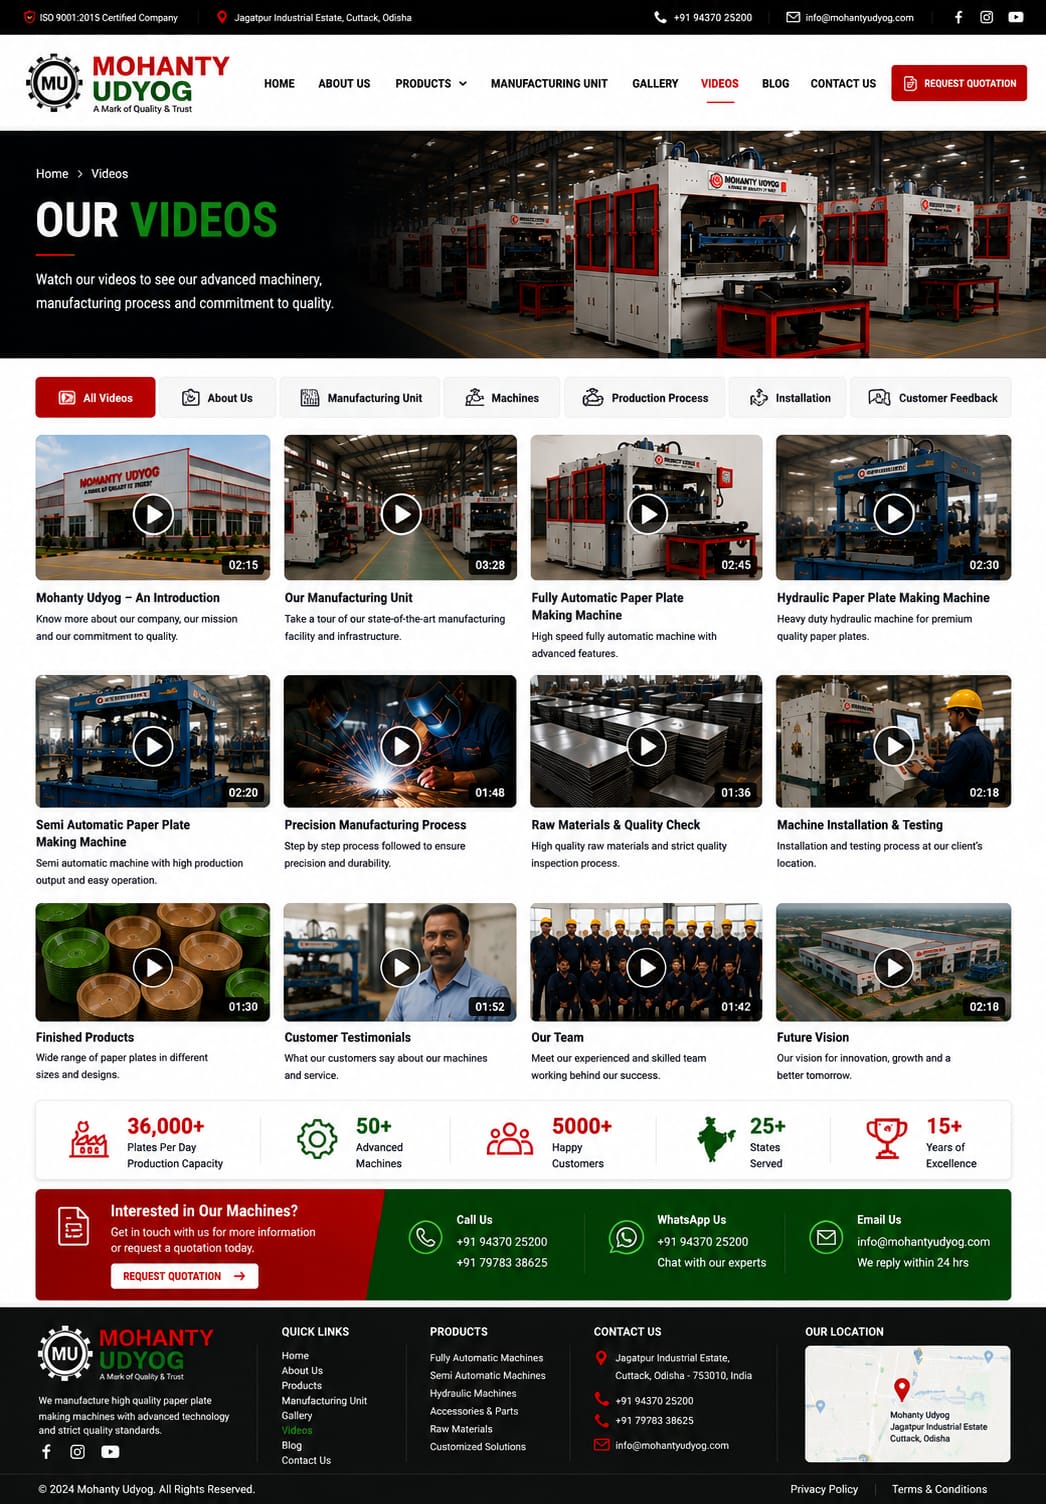 ISO 9001:2015 Certified Company
Jagatpur Industrial Estate, Cuttack, Odisha
+91 94370 25200
info@mohantyudyog.com
MU
MOHANTY
UDYOG
A Mark of Quality & Trust
HOME
ABOUT US
PRODUCTS
MANUFACTURING UNIT
GALLERY
VIDEOS
BLOG
CONTACT US
REQUEST QUOTATION
Home > Videos
OUR VIDEOS
MOHANTY UDYOG
Watch our videos to see our advanced machinery,
manufacturing process and commitment to quality.
All Videos
About Us
Manufacturing Unit
Machines
Production Process
Installation
Customer Feedback
MOHANTY UDYOG
02:15
03:28
02:45
02:30
Mohanty Udyog – An Introduction
Know more about our company, our mission
and our commitment to quality.
Our Manufacturing Unit
Take a tour of our state-of-the-art manufacturing
facility and infrastructure.
Fully Automatic Paper Plate
Making Machine
High speed fully automatic machine with
advanced features.
Hydraulic Paper Plate Making Machine
Heavy duty hydraulic machine for premium
quality paper plates.
02:20
01:48
01:36
02:18
Semi Automatic Paper Plate
Making Machine
Semi automatic machine with high production
output and easy operation.
Precision Manufacturing Process
Step by step process followed to ensure
precision and durability.
Raw Materials & Quality Check
High quality raw materials and strict quality
inspection process.
Machine Installation & Testing
Installation and testing process at our client's
location.
01:30
01:52
01:42
02:18
Finished Products
Wide range of paper plates in different
sizes and designs.
Customer Testimonials
What our customers say about our machines
and service.
Our Team
Meet our experienced and skilled team
working behind our success.
Future Vision
Our vision for innovation, growth and a
better tomorrow.
36,000+
Plates Per Day
Production Capacity
50+
Advanced
Machines
5000+
Happy
Customers
25+
States
Served
15+
Years of
Excellence
Interested in Our Machines?
Get in touch with us for more information
or request a quotation today.
REQUEST QUOTATION →
Call Us
+91 94370 25200
+91 79783 38625
WhatsApp Us
+91 94370 25200
Chat with our experts
Email Us
info@mohantyudyog.com
We reply within 24 hrs
MU
MOHANTY
UDYOG
A Mark of Quality & Trust
We manufacture high quality paper plate
making machines with advanced technology
and strict quality standards.
QUICK LINKS
Home
About Us
Products
Manufacturing Unit
Gallery
Videos
Blog
Contact Us
PRODUCTS
Fully Automatic Machines
Semi Automatic Machines
Hydraulic Machines
Accessories & Parts
Raw Materials
Customized Solutions
CONTACT US
Jagatpur Industrial Estate,
Cuttack, Odisha - 753010, India
+91 94370 25200
+91 79783 38625
info@mohantyudyog.com
OUR LOCATION
Mohanty Udyog
Jagatpur Industrial Estate
Cuttack, Odisha
© 2024 Mohanty Udyog. All Rights Reserved.
Privacy Policy
Terms & Conditions